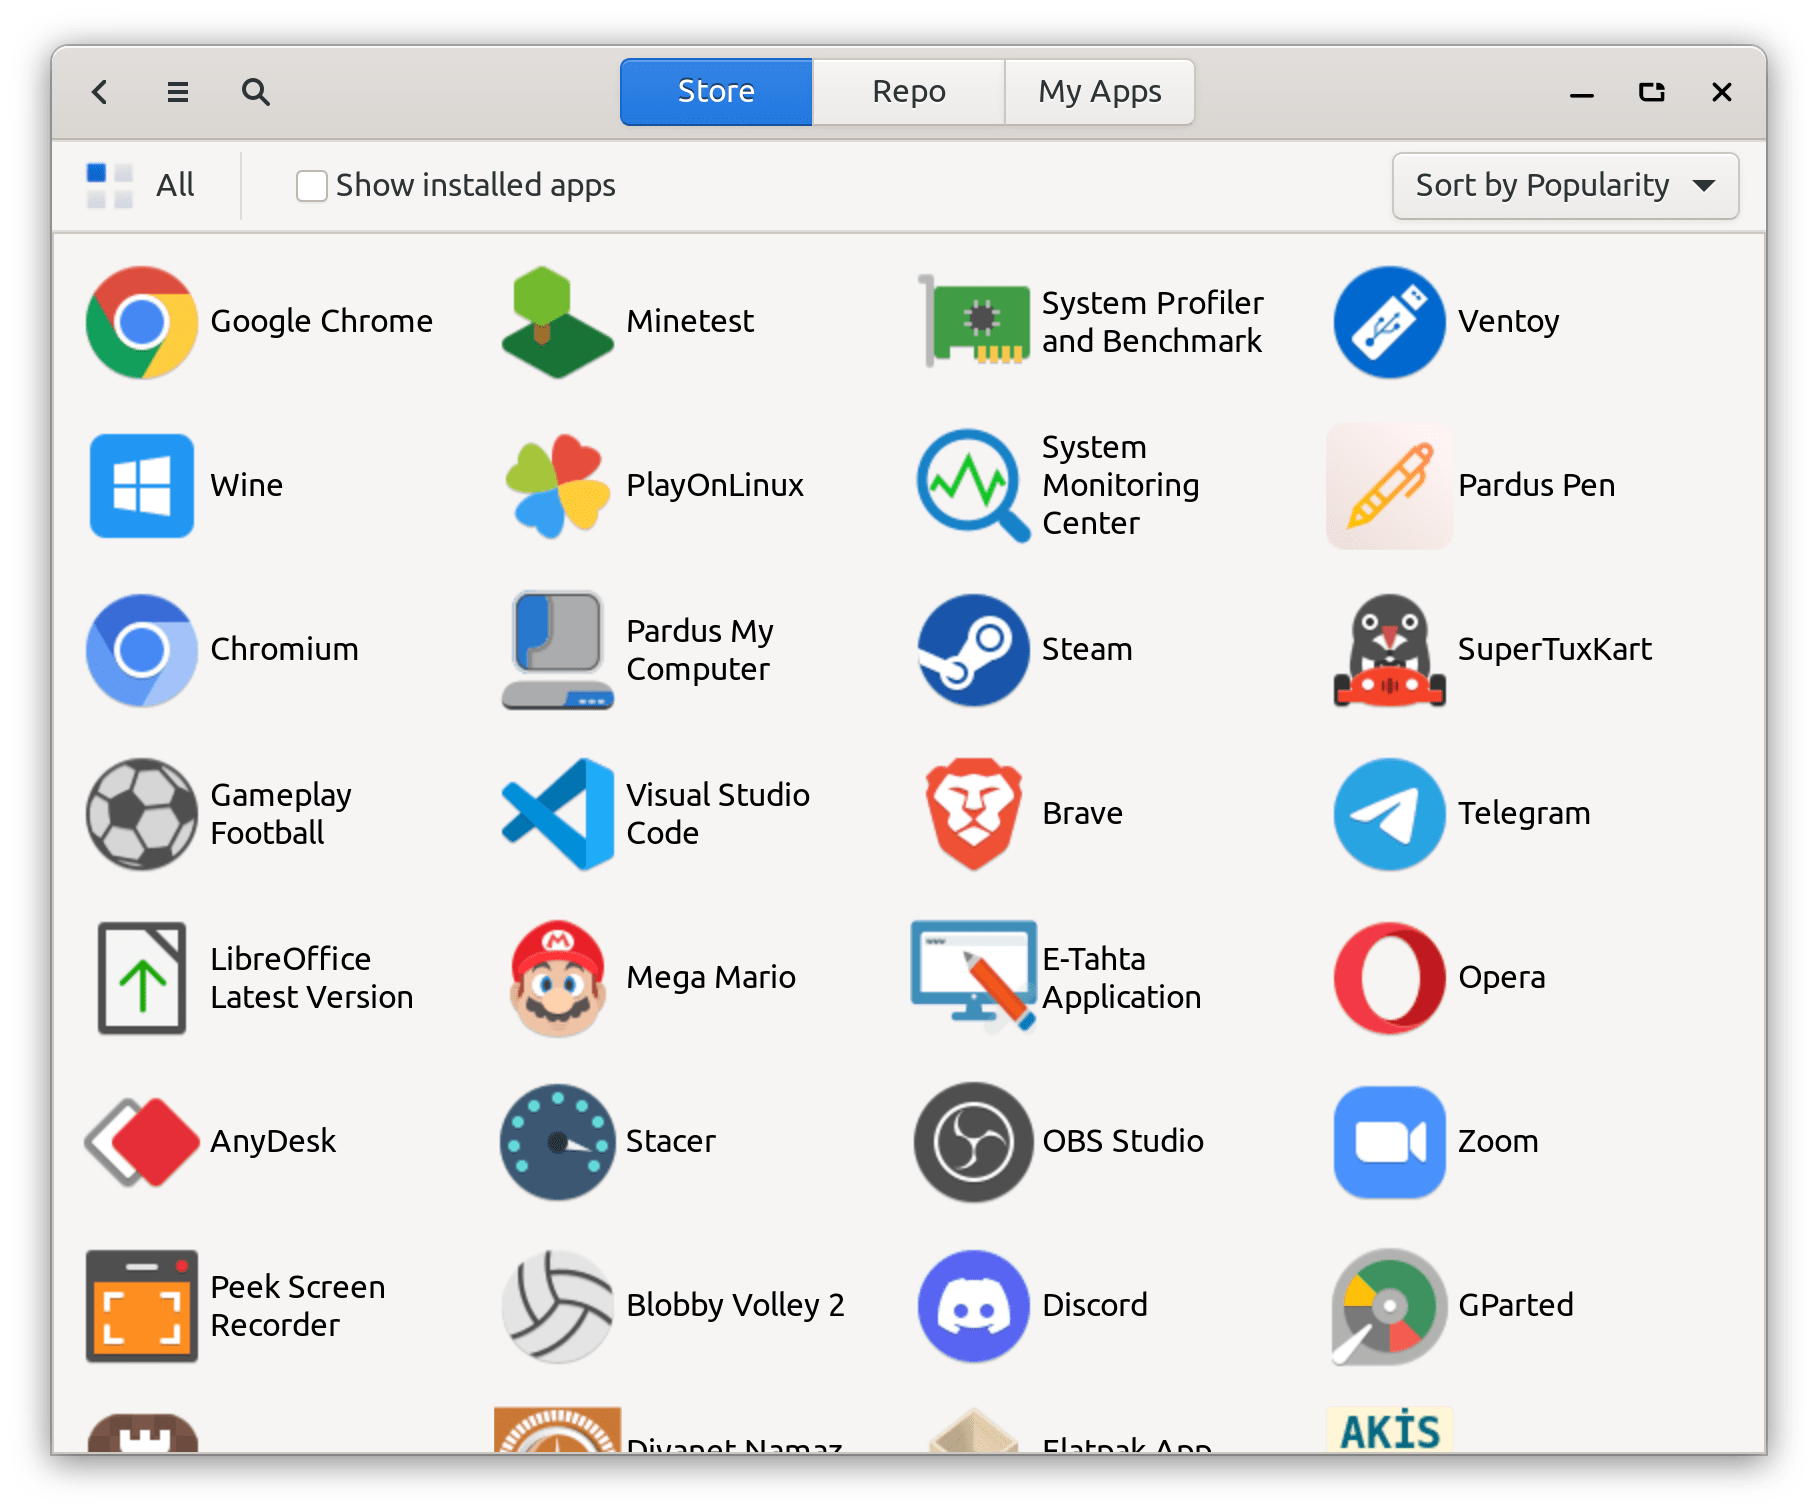 Store
Repo
My Apps
All
Show installed apps
Sort by Popularity
Google Chrome
Minetest
System Profiler
and Benchmark
Ventoy
Wine
PlayOnLinux
System
Monitoring
Center
Pardus Pen
Chromium
Pardus My
Computer
Steam
SuperTuxKart
Gameplay
Football
Visual Studio
Code
Brave
Telegram
LibreOffice
Latest Version
Mega Mario
E-Tahta
Application
Opera
AnyDesk
Stacer
OBS Studio
Zoom
Peek Screen
Recorder
Blobby Volley 2
Discord
GParted
Diyanet Namaz
Flatpak App
AKİS